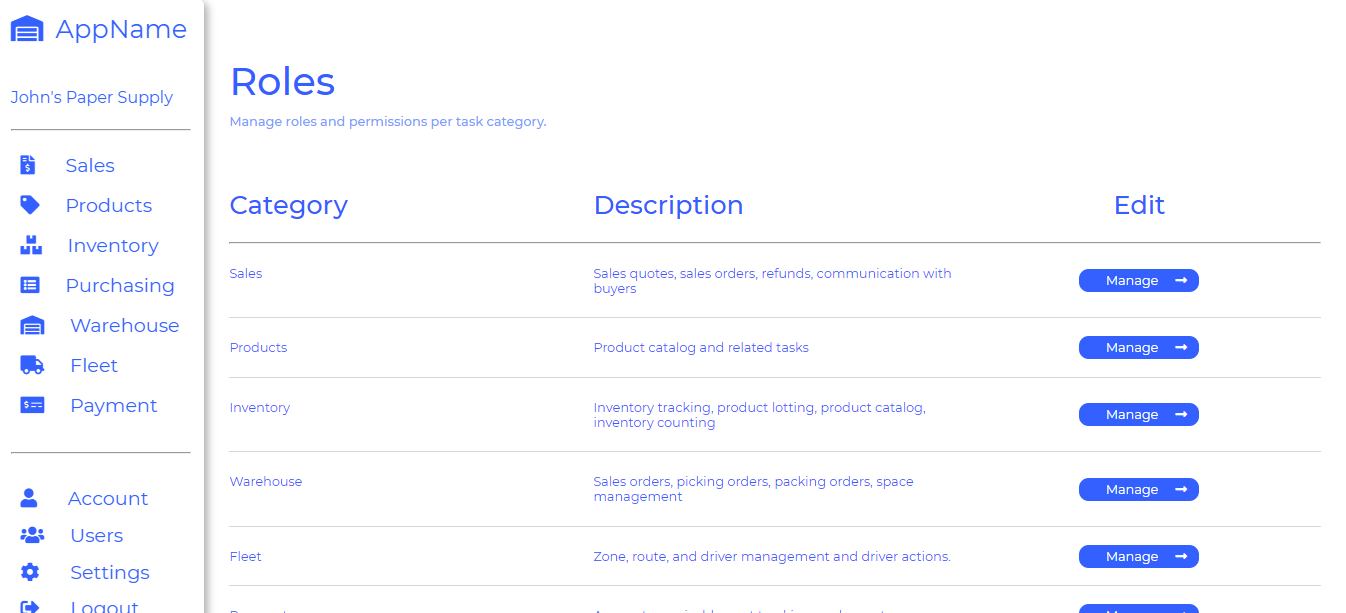 AppName
John's Paper Supply
Sales
Products
Inventory
Purchasing
Warehouse
Fleet
Payment
Account
Users
Settings
Logout
Roles
Manage roles and permissions per task category.
Category Description Edit
Sales Sales quotes, sales orders, refunds, communication with
buyers
Manage
Products Product catalog and related tasks Manage
Inventory Inventory tracking, product lotting, product catalog,
inventory counting
Manage
Warehouse Sales orders, picking orders, packing orders, space
management
Manage
Fleet Zone, route, and driver management and driver actions. Manage